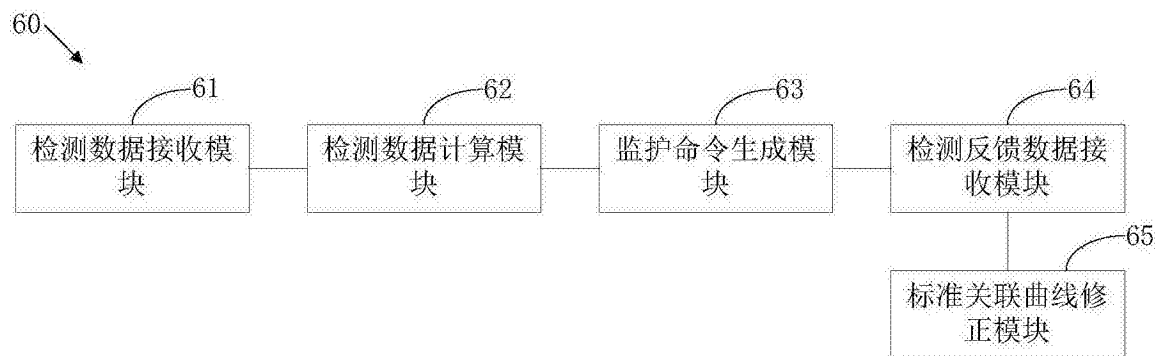 60
61
62
63
64
检测数据接收模
块
检测数据计算模
块
监护命令生成模
块
检测反馈数据接
收模块
65
标准关联曲线修
正模块